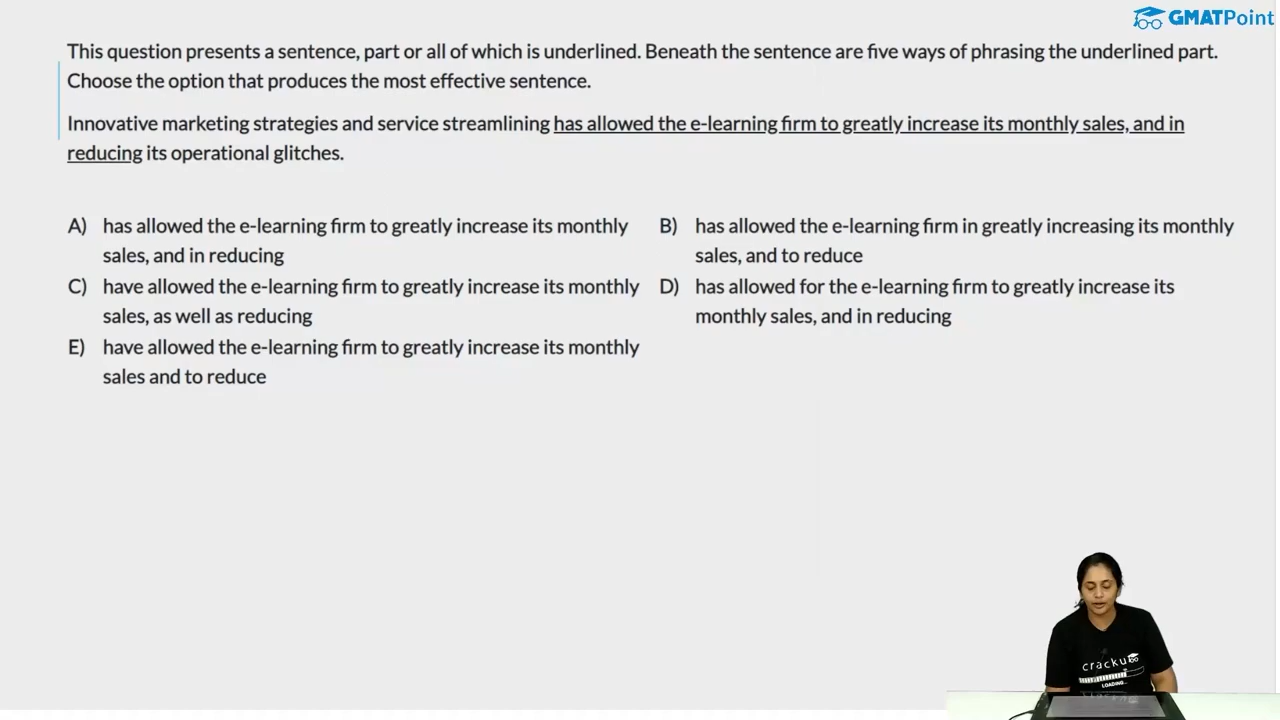 GMATPoint
This question presents a sentence, part or all of which is underlined. Beneath the sentence are five ways of phrasing the underlined part.
Choose the option that produces the most effective sentence.
Innovative marketing strategies and service streamlining has allowed the e-learning firm to greatly increase its monthly sales, and in
reducing its operational glitches.
A) has allowed the e-learning firm to greatly increase its monthly
sales, and in reducing
B) has allowed the e-learning firm in greatly increasing its monthly
sales, and to reduce
C) have allowed the e-learning firm to greatly increase its monthly
sales, as well as reducing
D) has allowed for the e-learning firm to greatly increase its
monthly sales, and in reducing
E) have allowed the e-learning firm to greatly increase its monthly
sales and to reduce
cracku
LOADING...